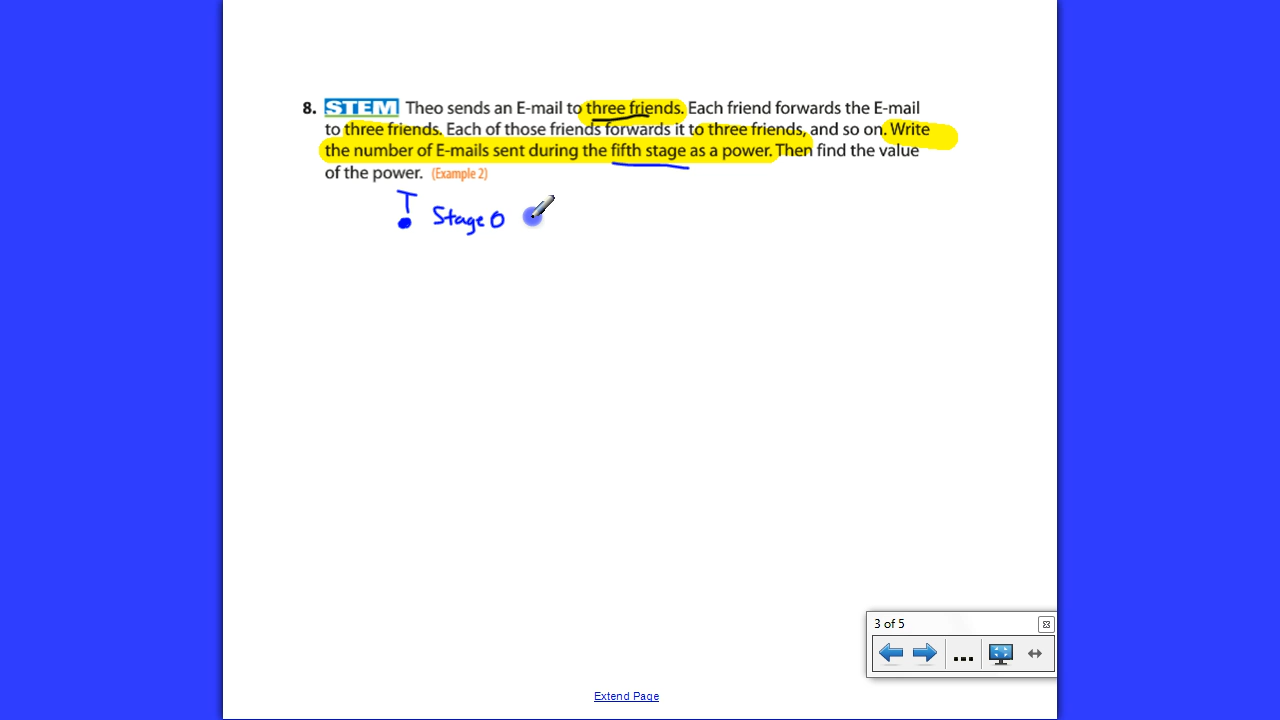 8. STEM Theo sends an E-mail to three friends. Each friend forwards the E-mail
to three friends. Each of those friends forwards it to three friends, and so on. Write
the number of E-mails sent during the fifth stage as a power. Then find the value
of the power. (Example 2)
T
Stage 0
3 of 5
...
Extend Page